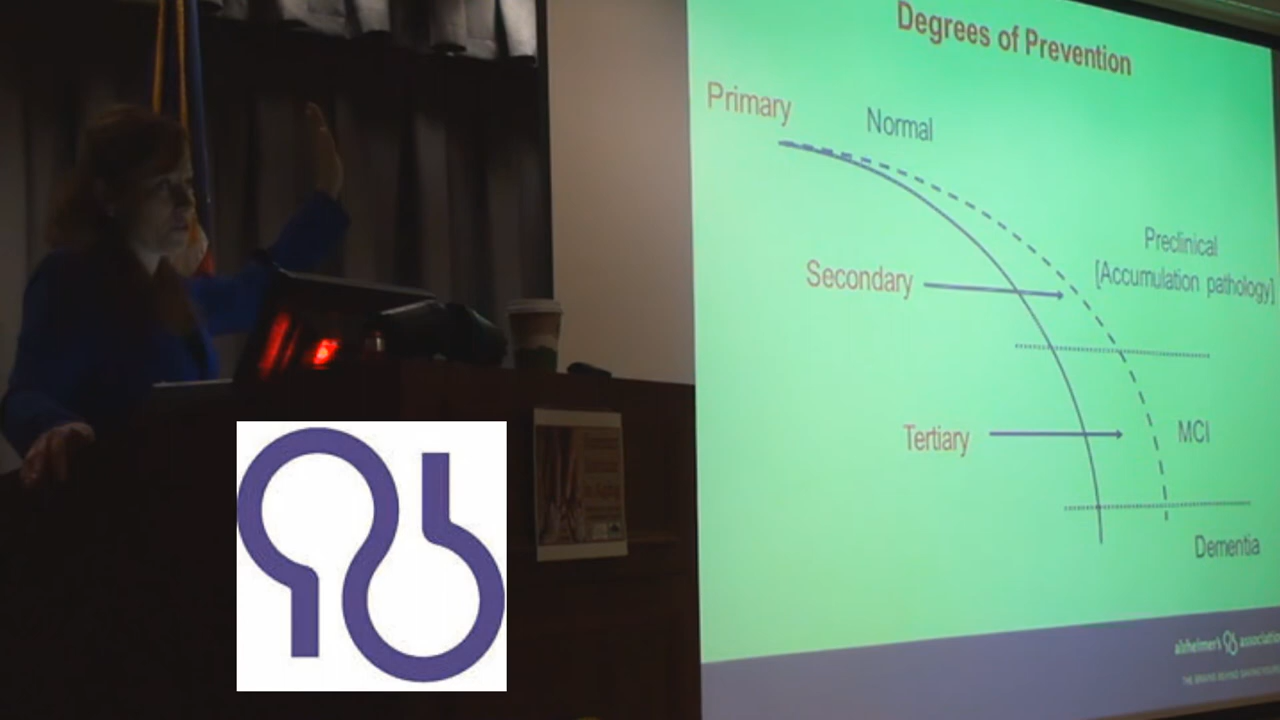 Degrees of Prevention
Primary
Normal
Preclinical
[Accumulation pathology]
Secondary
Tertiary
MCI
Dementia
alzheimer's association